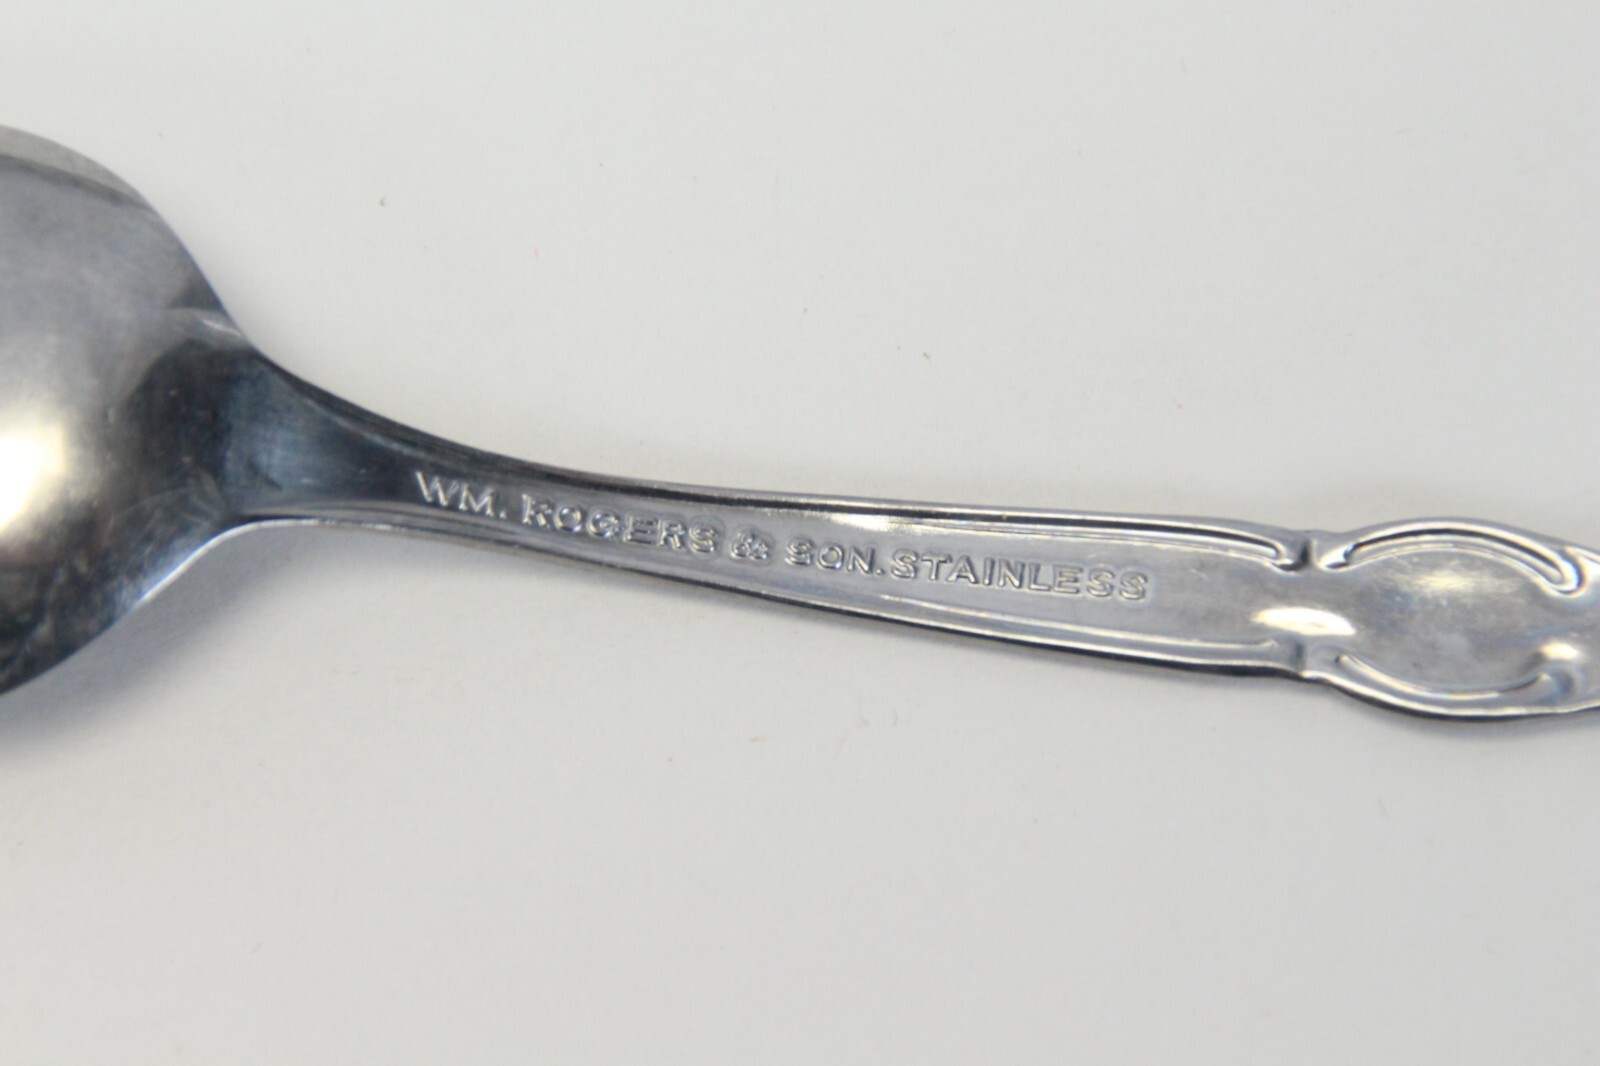 WM. ROGERS & SON. STAINLESS